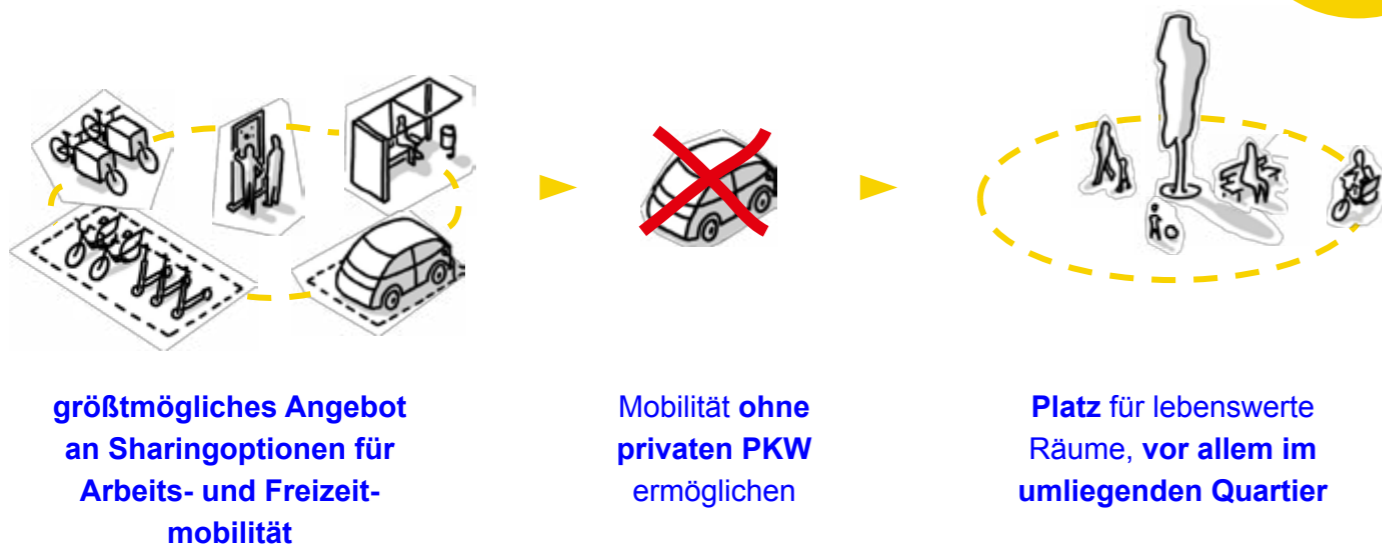 größtmögliches Angebot
an Sharingoptionen für
Arbeits- und Freizeit-
mobilität
Mobilität ohne
privaten PKW
ermöglichen
Platz für lebenswerte
Räume, vor allem im
umliegenden Quartier